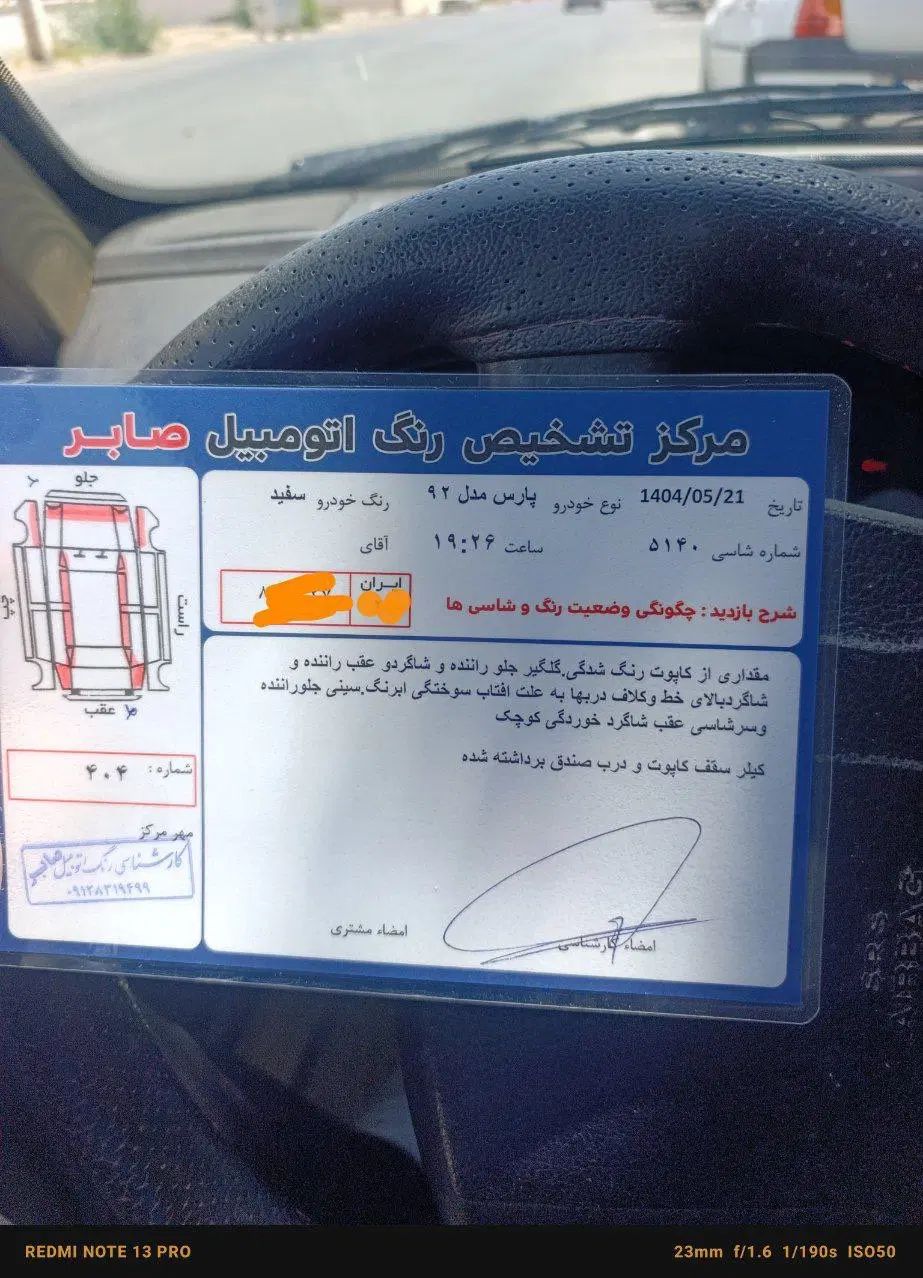 مرکز تشخیص رنگ اتومبیل صابر
تاریخ 1404/05/21 نوع خودرو پارس مدل ۹۲ رنگ خودرو سفید
شماره شاسی ۵۱۴۰ ساعت ۱۹:۲۶ آقای
ایران
شرح بازدید : چگونگی وضعیت رنگ و شاسی ها
مقداری از کاپوت رنگ شدگی.گلگیر جلو راننده و شاگردو عقب راننده و
شاگردبالای خط وکلاف دربها به علت افتاب سوختگی ابرنگ.سینی جلوراننده
وسرشاسی عقب شاگرد خوردگی کوچک
کیلر سقف کاپوت و درب صندق برداشته شده
امضاء کارشناسی
امضاء مشتری
جلو
راست
چپ
عقب
شماره : ۴۰۴
مهر مرکز
کارشناسی رنگ اتومبیل صابر
SRS
AIRBAG
REDMI NOTE 13 PRO
23mm f/1.6 1/190s ISO50